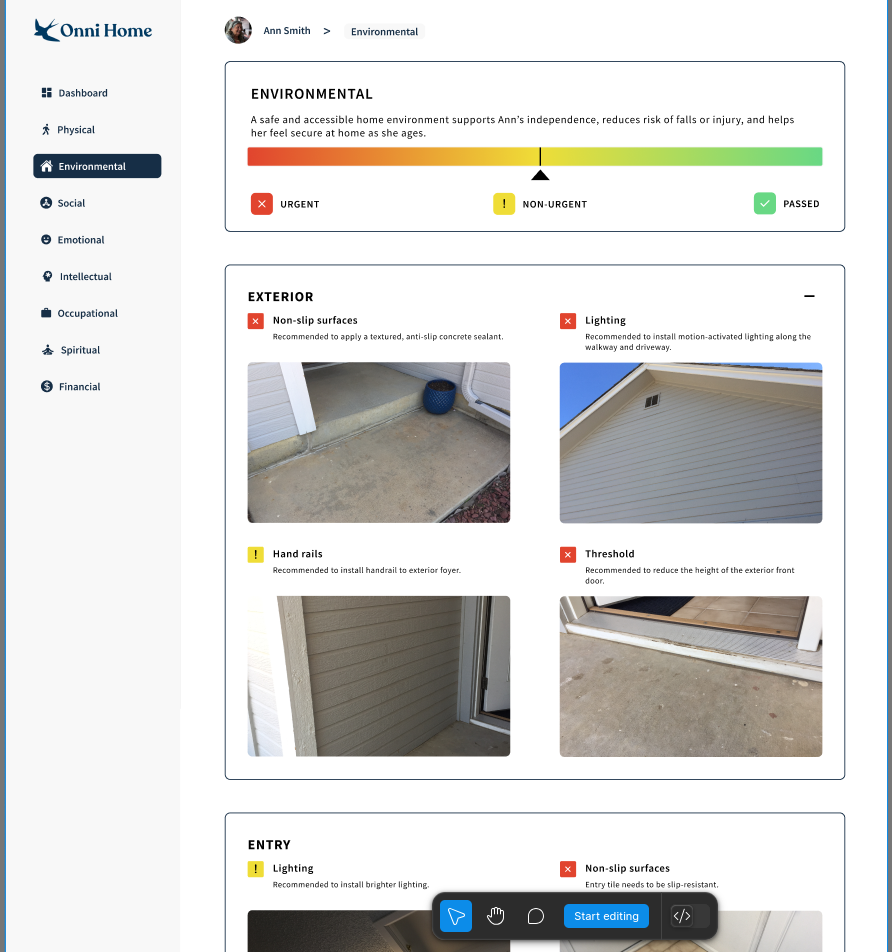 Onni Home
Ann Smith > Environmental
Dashboard
Physical
Environmental
Social
Emotional
Intellectual
Occupational
Spiritual
Financial
ENVIRONMENTAL
A safe and accessible home environment supports Ann's independence, reduces risk of falls or injury, and helps
her feel secure at home as she ages.
URGENT
! NON-URGENT
PASSED
EXTERIOR
Non-slip surfaces
Recommended to apply a textured, anti-slip concrete sealant.
Lighting
Recommended to install motion-activated lighting along the
walkway and driveway.
! Hand rails
Recommended to install handrail to exterior foyer.
Threshold
Recommended to reduce the height of the exterior front
door.
ENTRY
! Lighting
Recommended to install brighter lighting.
Non-slip surfaces
Entry tile needs to be slip-resistant.
Start editing